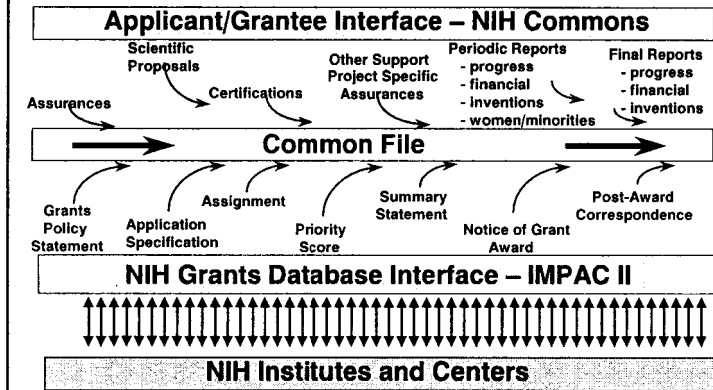 Applicant/Grantee Interface – NIH Commons
Scientific
Proposals
Assurances
Certifications
Other Support
Project Specific
Assurances
Periodic Reports
- progress
- financial
- inventions
- women/minorities
Final Reports
- progress
- financial
- inventions
Common File
Grants
Policy
Statement
Application
Specification
Assignment
Priority
Score
Summary
Statement
Notice of Grant
Award
Post-Award
Correspondence
NIH Grants Database Interface – IMPAC II
NIH Institutes and Centers